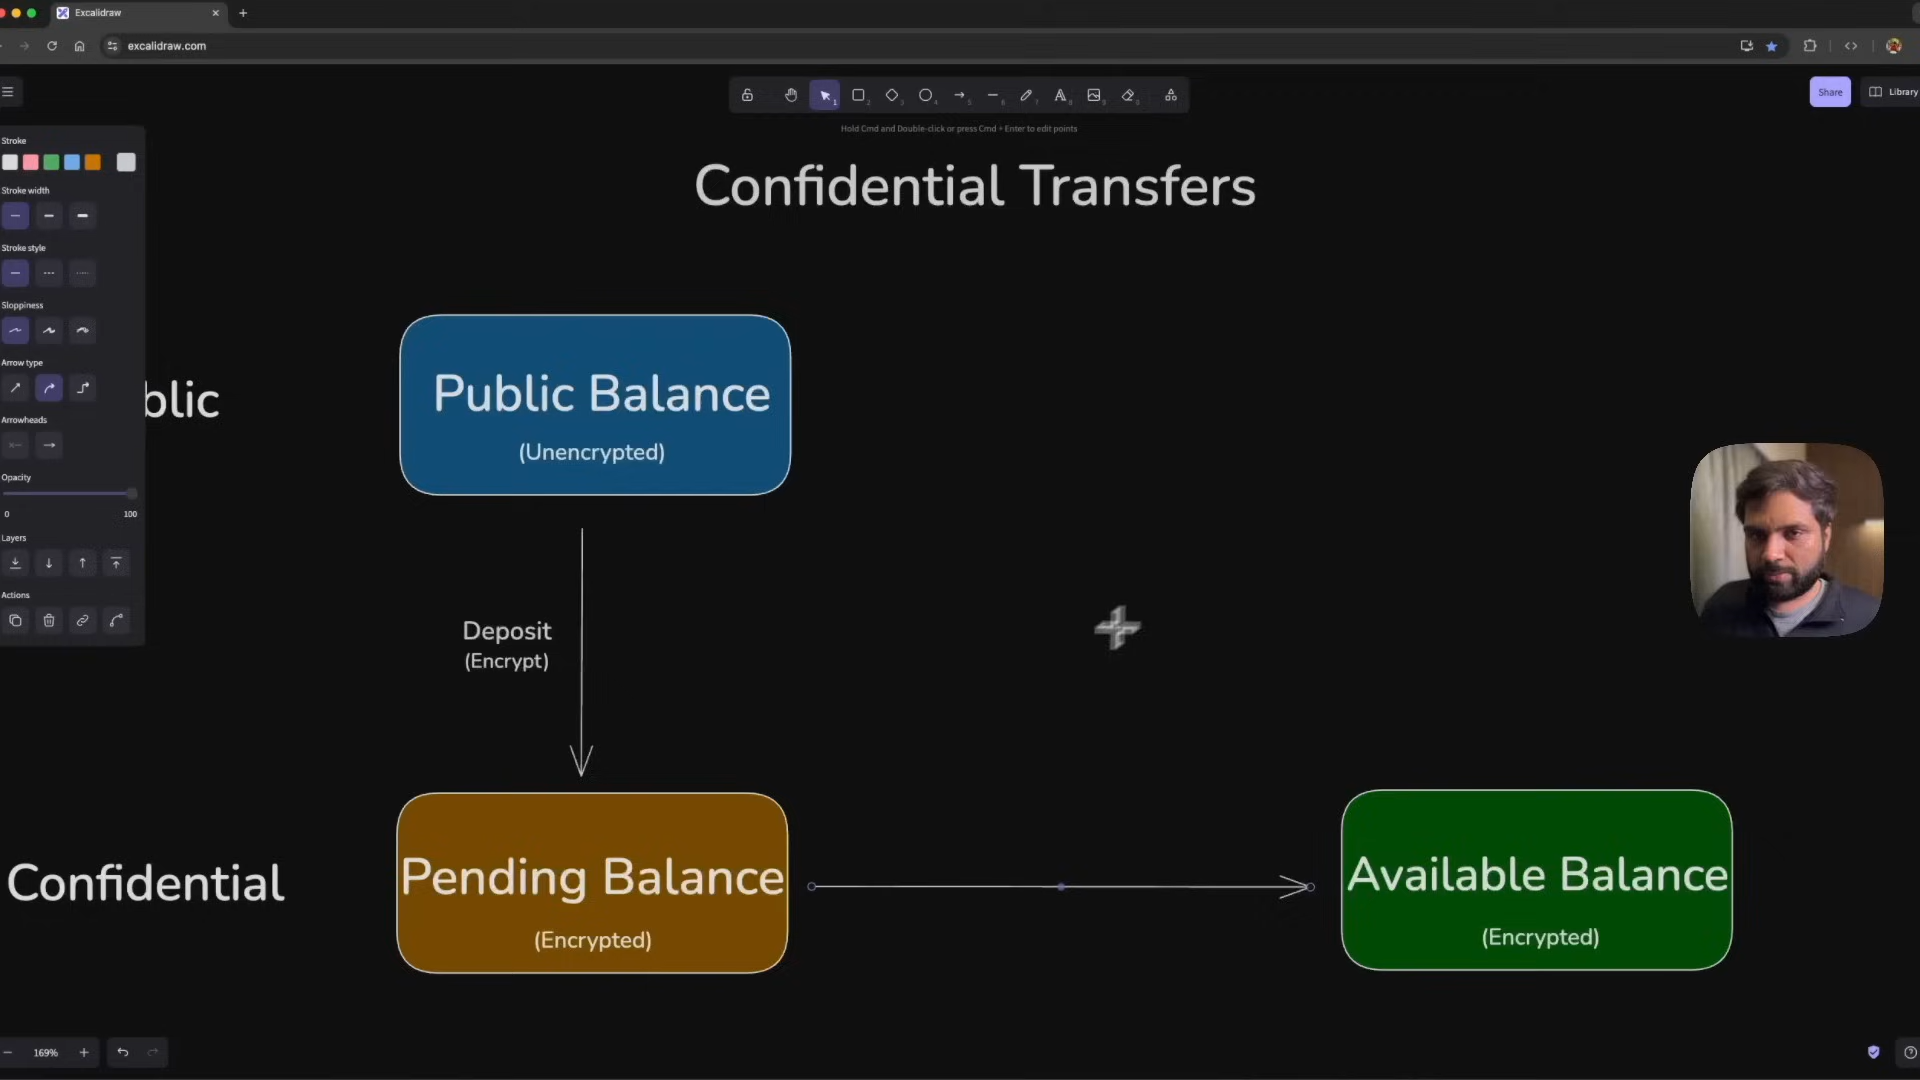 Excalidraw
excalidraw.com
Share
Library
Hold Cmd and Double-click or press Cmd + Enter to edit points
Stroke
Stroke width
Stroke style
Sloppiness
Arrow type
Arrowheads
Opacity
0 100
Layers
Actions
Confidential Transfers
blic
Public Balance
(Unencrypted)
Deposit
(Encrypt)
Confidential
Pending Balance
(Encrypted)
Available Balance
(Encrypted)
169%